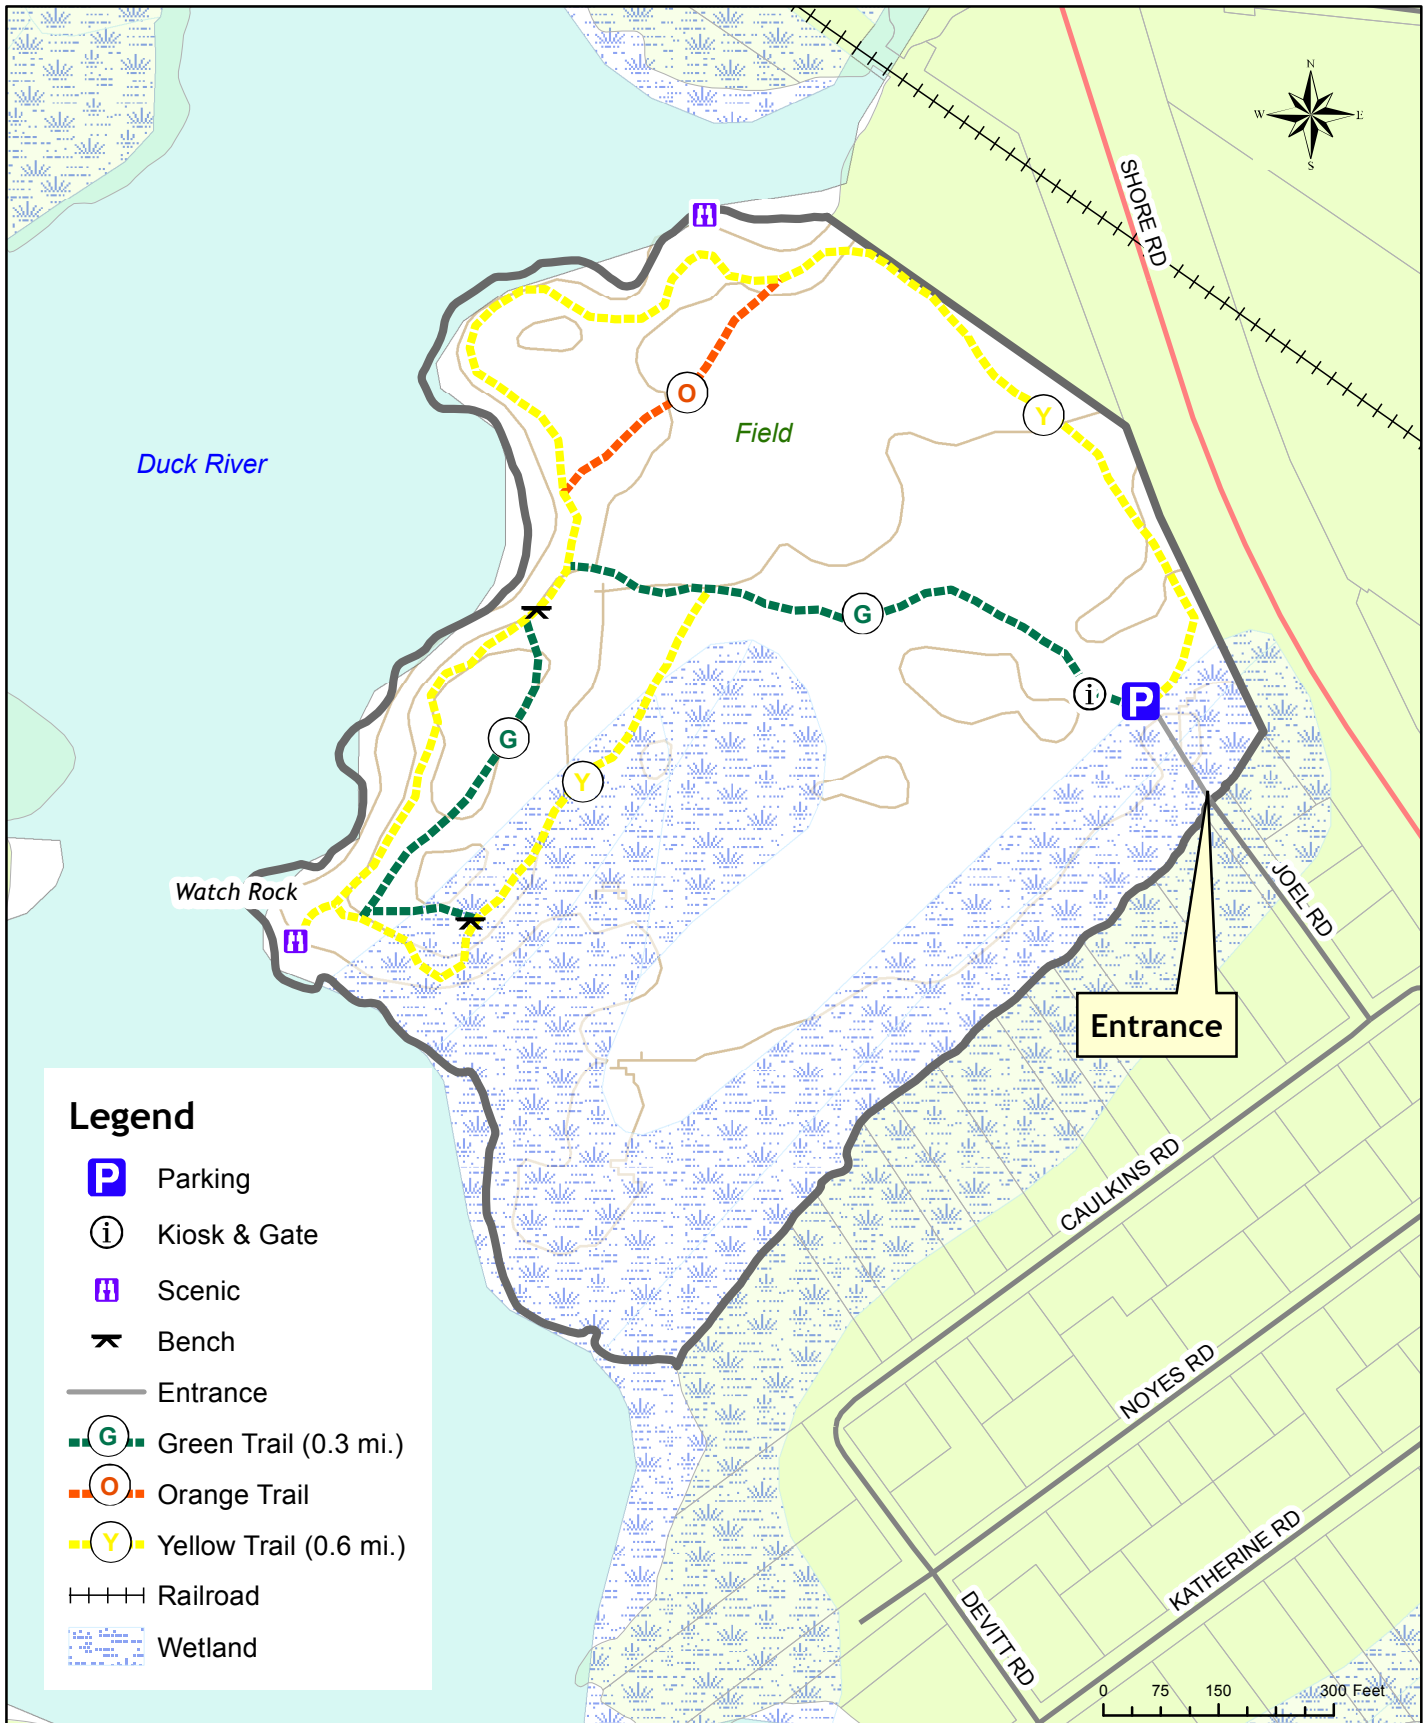 N
W E
S
SHORE RD
O
Y
Field
Duck River
G
i
P
G
Y
Watch Rock
JOEL RD
Entrance
CAULKINS RD
NOYES RD
KATHERINE RD
DEVITT RD
Legend
P Parking
i Kiosk & Gate
Scenic
Bench
Entrance
G Green Trail (0.3 mi.)
O Orange Trail
Y Yellow Trail (0.6 mi.)
Railroad
Wetland
0 75 150 300 Feet